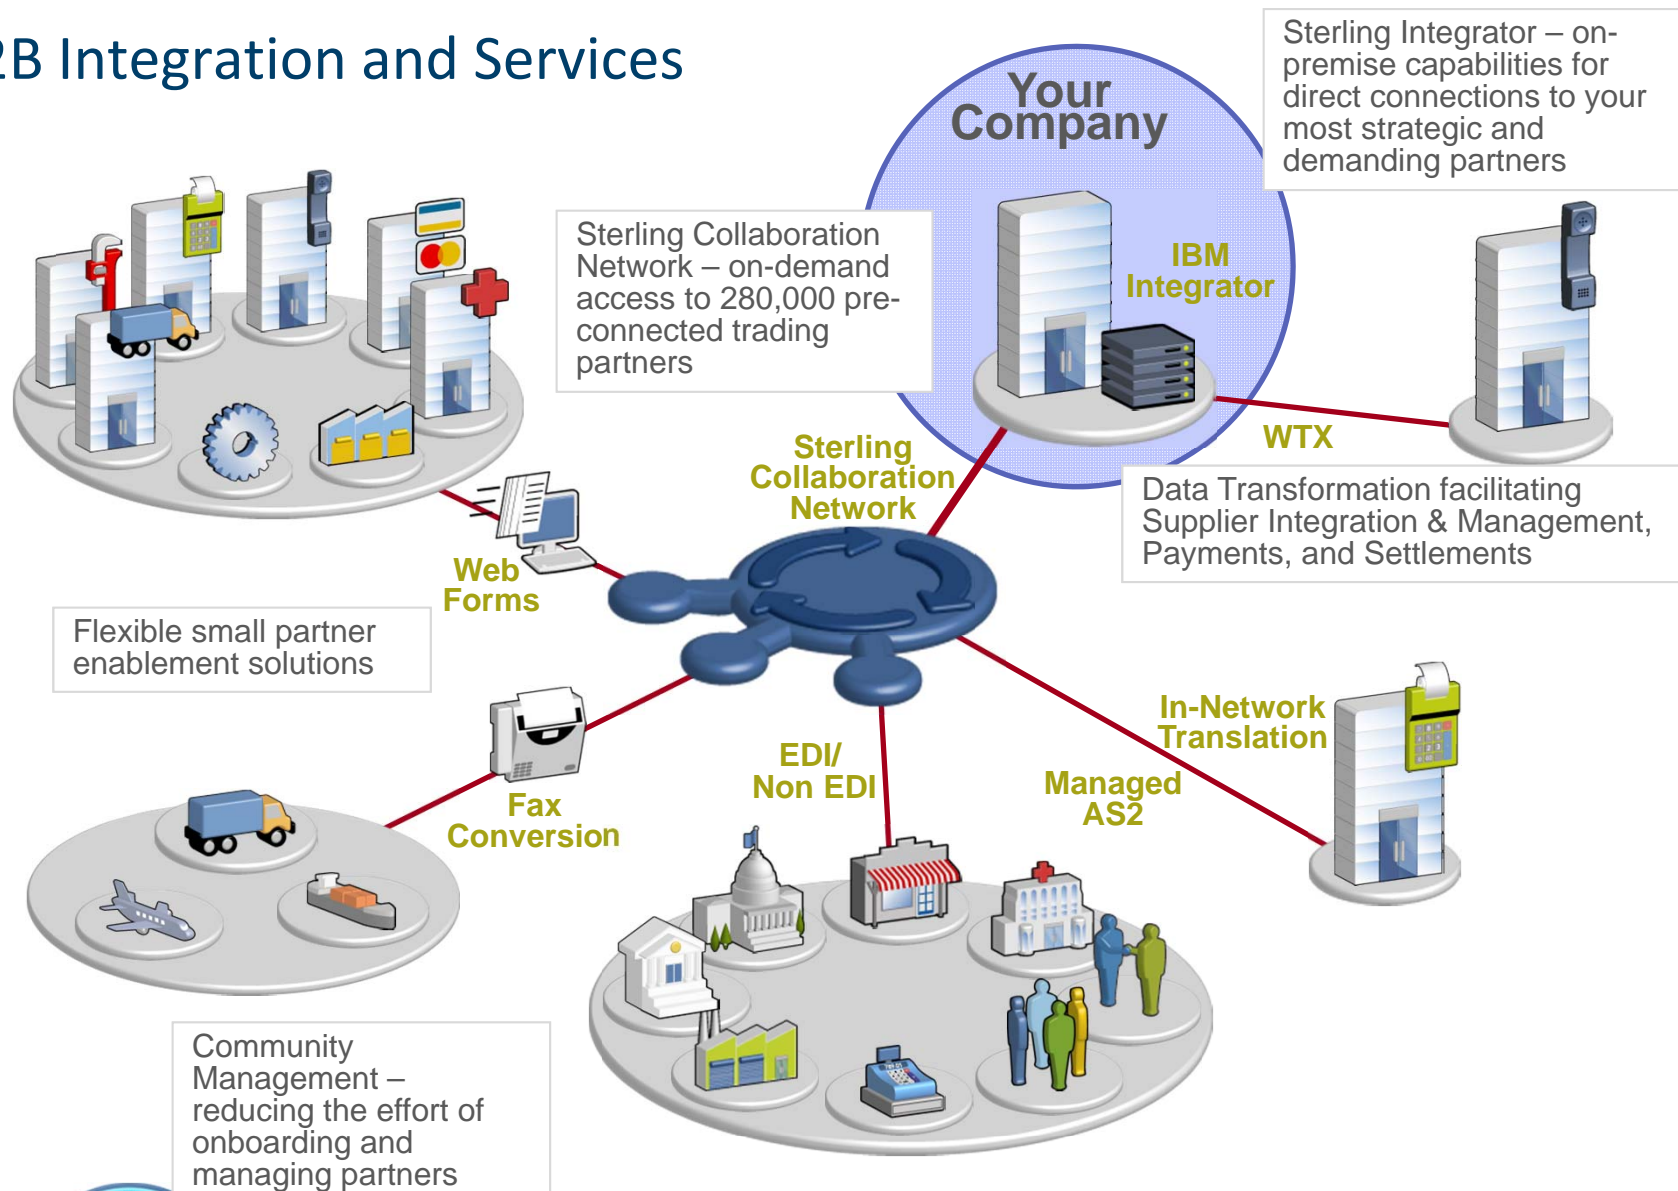 2B Integration and Services
Your
Company
Sterling Integrator – on-
premise capabilities for
direct connections to your
most strategic and
demanding partners
Sterling Collaboration
Network – on-demand
access to 280,000 pre-
connected trading
partners
IBM
Integrator
WTX
Sterling
Collaboration
Network
Data Transformation facilitating
Supplier Integration & Management,
Payments, and Settlements
Web
Forms
Flexible small partner
enablement solutions
In-Network
Translation
EDI/
Non EDI
Managed
AS2
Fax
Conversion
Community
Management –
reducing the effort of
onboarding and
managing partners